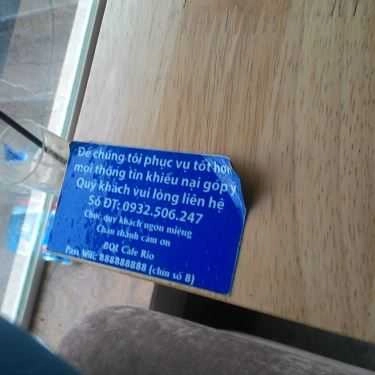 Để chúng tôi phục vụ tốt hơn
mọi thông tin khiếu nại góp ý
Quý khách vui lòng liên hệ
Số ĐT: 0932.506.247
Chúc quý khách ngon miệng
Chân thành cảm ơn
BQL Cafe Rio
Pass Wifi: 888888888 (chín số 8)